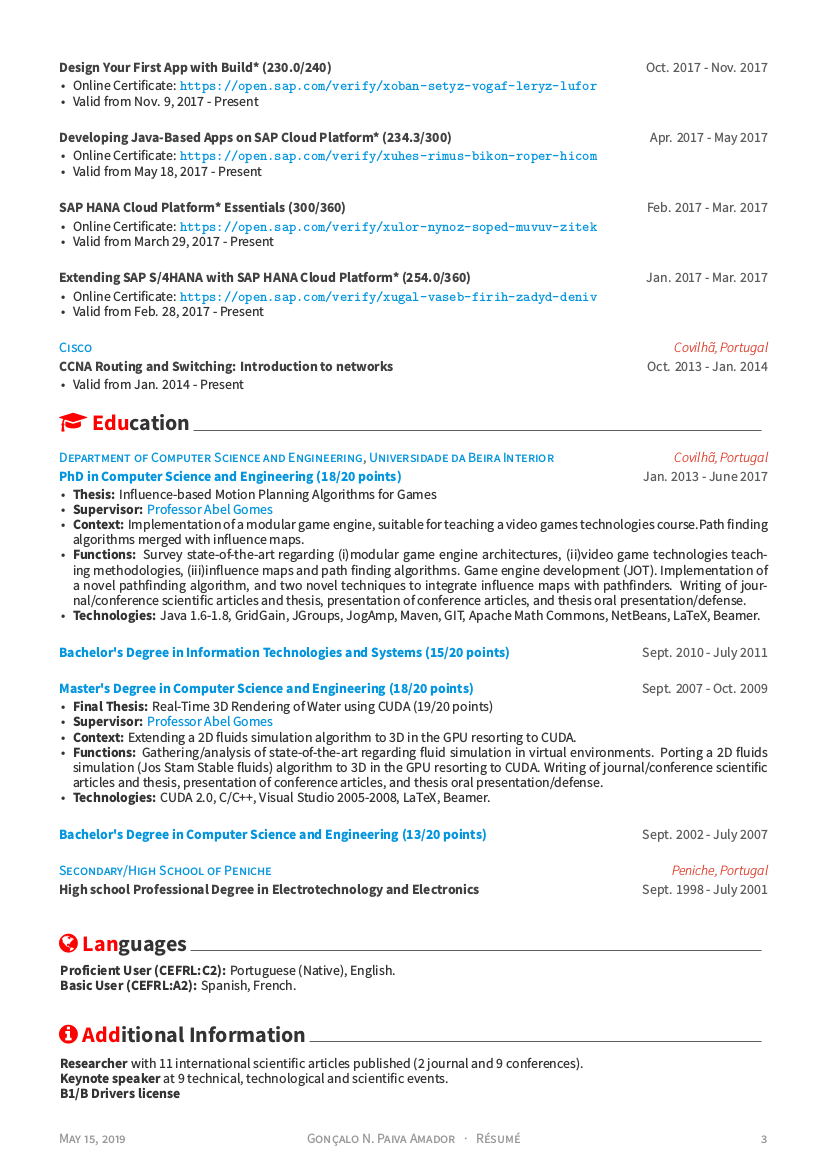 Design Your First App with Build* (230.0/240) Oct. 2017 - Nov. 2017
• Online Certificate: https://open.sap.com/verify/xoban-setyz-vogaf-leryz-lufor
• Valid from Nov. 9, 2017 - Present
Developing Java-Based Apps on SAP Cloud Platform* (234.3/300) Apr. 2017 - May 2017
• Online Certificate: https://open.sap.com/verify/xuhes-rimus-bikon-roper-hicom
• Valid from May 18, 2017 - Present
SAP HANA Cloud Platform* Essentials (300/360) Feb. 2017 - Mar. 2017
• Online Certificate: https://open.sap.com/verify/xulor-nynoz-soped-muvuv-zitek
• Valid from March 29, 2017 - Present
Extending SAP S/4HANA with SAP HANA Cloud Platform* (254.0/360) Jan. 2017 - Mar. 2017
• Online Certificate: https://open.sap.com/verify/xugal-vaseb-firih-zadyd-deniv
• Valid from Feb. 28, 2017 - Present
Cisco Covilhã, Portugal
CCNA Routing and Switching: Introduction to networks Oct. 2013 - Jan. 2014
• Valid from Jan. 2014 - Present
Education
Department of Computer Science and Engineering, Universidade da Beira Interior Covilhã, Portugal
PhD in Computer Science and Engineering (18/20 points) Jan. 2013 - June 2017
• Thesis: Influence-based Motion Planning Algorithms for Games
• Supervisor: Professor Abel Gomes
• Context: Implementation of a modular game engine, suitable for teaching a video games technologies course.Path finding
algorithms merged with influence maps.
• Functions: Survey state-of-the-art regarding (i)modular game engine architectures, (ii)video game technologies teach-
ing methodologies, (iii)influence maps and path finding algorithms. Game engine development (JOT). Implementation of
a novel pathfinding algorithm, and two novel techniques to integrate influence maps with pathfinders. Writing of jour-
nal/conference scientific articles and thesis, presentation of conference articles, and thesis oral presentation/defense.
• Technologies: Java 1.6-1.8, GridGain, JGroups, JogAmp, Maven, GIT, Apache Math Commons, NetBeans, LaTeX, Beamer.
Bachelor's Degree in Information Technologies and Systems (15/20 points) Sept. 2010 - July 2011
Master's Degree in Computer Science and Engineering (18/20 points) Sept. 2007 - Oct. 2009
• Final Thesis: Real-Time 3D Rendering of Water using CUDA (19/20 points)
• Supervisor: Professor Abel Gomes
• Context: Extending a 2D fluids simulation algorithm to 3D in the GPU resorting to CUDA.
• Functions: Gathering/analysis of state-of-the-art regarding fluid simulation in virtual environments. Porting a 2D fluids
simulation (Jos Stam Stable fluids) algorithm to 3D in the GPU resorting to CUDA. Writing of journal/conference scientific
articles and thesis, presentation of conference articles, and thesis oral presentation/defense.
• Technologies: CUDA 2.0, C/C++, Visual Studio 2005-2008, LaTeX, Beamer.
Bachelor's Degree in Computer Science and Engineering (13/20 points) Sept. 2002 - July 2007
Secondary/High School of Peniche Peniche, Portugal
High school Professional Degree in Electrotechnology and Electronics Sept. 1998 - July 2001
Languages
Proficient User (CEFRL:C2): Portuguese (Native), English.
Basic User (CEFRL:A2): Spanish, French.
Additional Information
Researcher with 11 international scientific articles published (2 journal and 9 conferences).
Keynote speaker at 9 technical, technological and scientific events.
B1/B Drivers license
May 15, 2019 Gonçalo N. Paiva Amador · Résumé 3